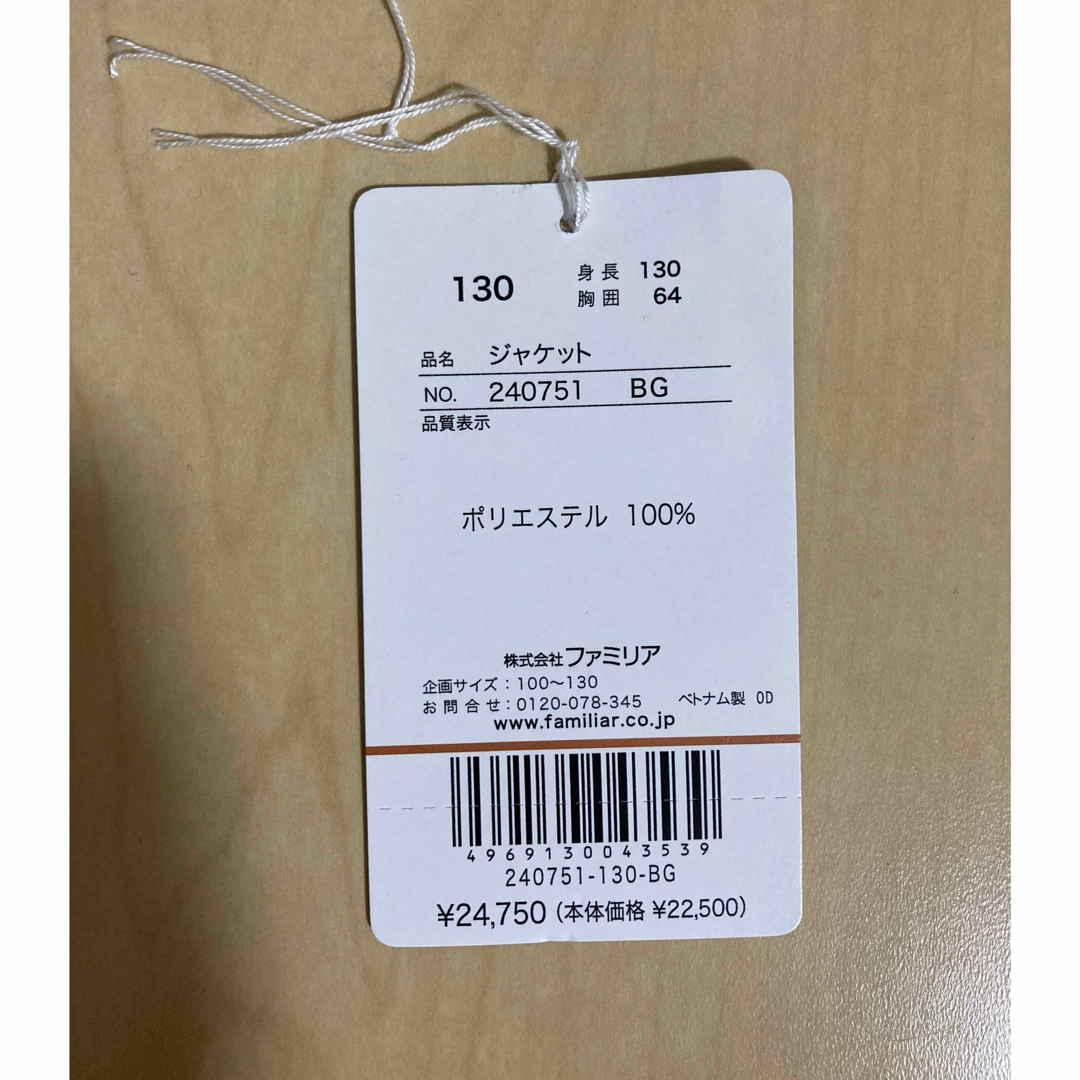 130
身長 130
胸囲 64
品名 ジャケット
NO. 240751 BG
品質表示
ポリエステル 100%
株式会社ファミリア
企画サイズ：100〜130
お問合せ：0120-078-345 ベトナム製 0D
www.familiar.co.jp
4969130043539
240751-130-BG
¥24,750（本体価格 ¥22,500）